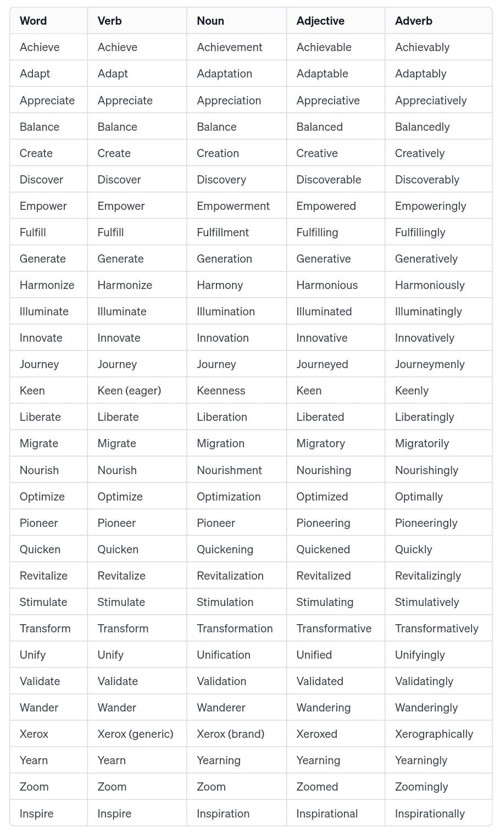 Word Verb Noun Adjective Adverb
Achieve Achieve Achievement Achievable Achievably
Adapt Adapt Adaptation Adaptable Adaptably
Appreciate Appreciate Appreciation Appreciative Appreciatively
Balance Balance Balance Balanced Balancedly
Create Create Creation Creative Creatively
Discover Discover Discovery Discoverable Discoverably
Empower Empower Empowerment Empowered Empoweringly
Fulfill Fulfill Fulfillment Fulfilling Fulfillingly
Generate Generate Generation Generative Generatively
Harmonize Harmonize Harmony Harmonious Harmoniously
Illuminate Illuminate Illumination Illuminated Illuminatingly
Innovate Innovate Innovation Innovative Innovatively
Journey Journey Journey Journeyed Journeymenly
Keen Keen (eager) Keenness Keen Keenly
Liberate Liberate Liberation Liberated Liberatingly
Migrate Migrate Migration Migratory Migratorily
Nourish Nourish Nourishment Nourishing Nourishingly
Optimize Optimize Optimization Optimized Optimally
Pioneer Pioneer Pioneer Pioneering Pioneeringly
Quicken Quicken Quickening Quickened Quickly
Revitalize Revitalize Revitalization Revitalized Revitalizingly
Stimulate Stimulate Stimulation Stimulating Stimulatively
Transform Transform Transformation Transformative Transformatively
Unify Unify Unification Unified Unifyingly
Validate Validate Validation Validated Validatingly
Wander Wander Wanderer Wandering Wanderingly
Xerox Xerox (generic) Xerox (brand) Xeroxed Xerographically
Yearn Yearn Yearning Yearning Yearningly
Zoom Zoom Zoom Zoomed Zoomingly
Inspire Inspire Inspiration Inspirational Inspirationally